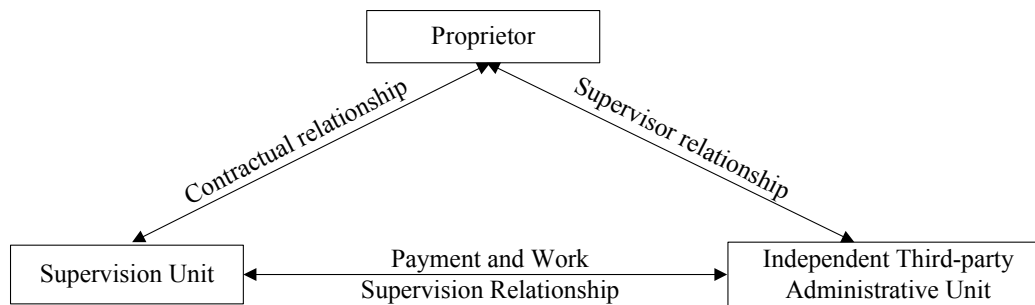 Proprietor
Contractual relationship
Supervisor relationship
Supervision Unit
Payment and Work
Supervision Relationship
Independent Third-party
Administrative Unit